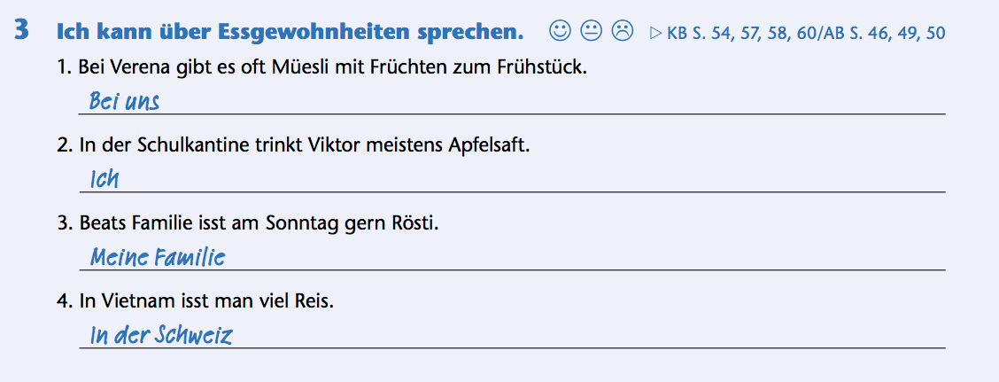 3 Ich kann über Essgewohnheiten sprechen. ☺ 😐 ☹ ▷ KB S. 54, 57, 58, 60/AB S. 46, 49, 50
1. Bei Verena gibt es oft Müesli mit Früchten zum Frühstück.
Bei uns
2. In der Schulkantine trinkt Viktor meistens Apfelsaft.
Ich
3. Beats Familie isst am Sonntag gern Rösti.
Meine Familie
4. In Vietnam isst man viel Reis.
In der Schweiz